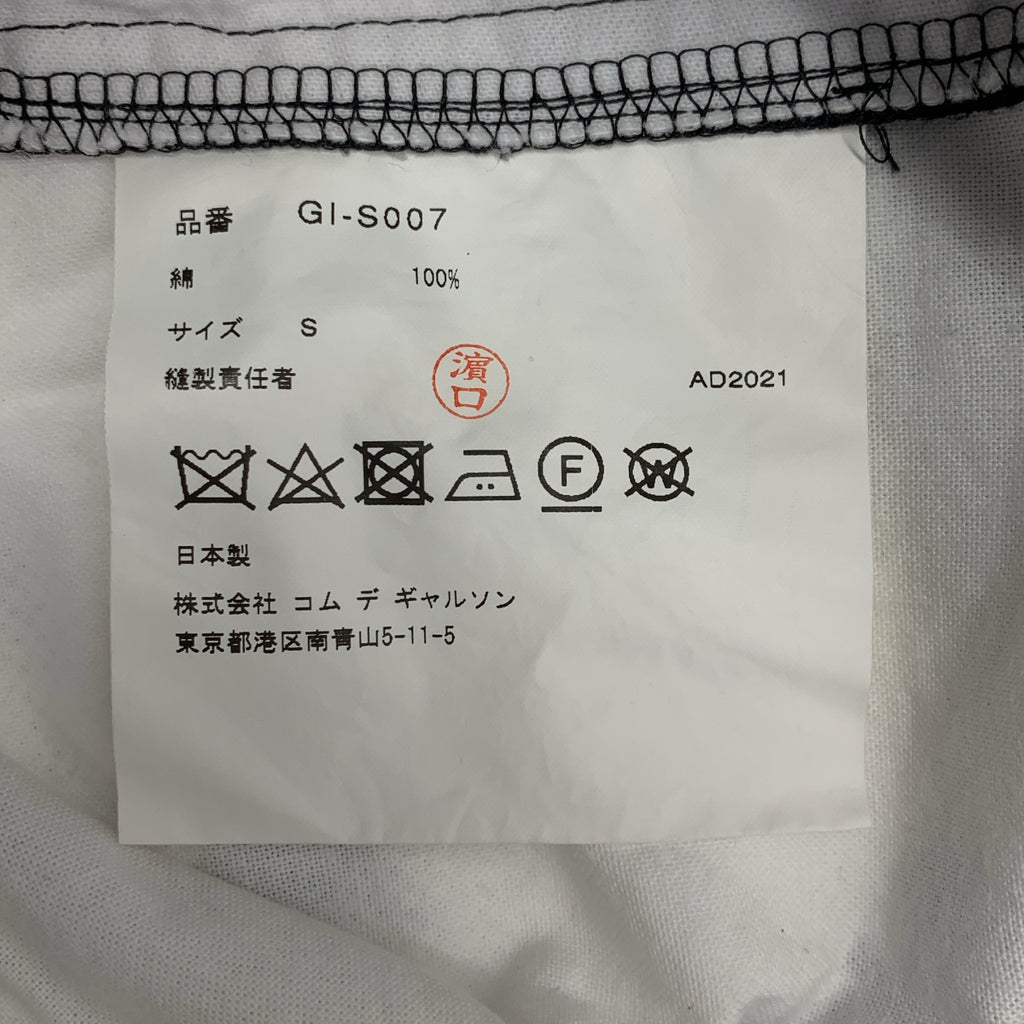 品番 GI-S007
綿 100%
サイズ S
縫製責任者 濱口 AD2021
F W
日本製
株式会社 コム デ ギャルソン
東京都港区南青山5-11-5